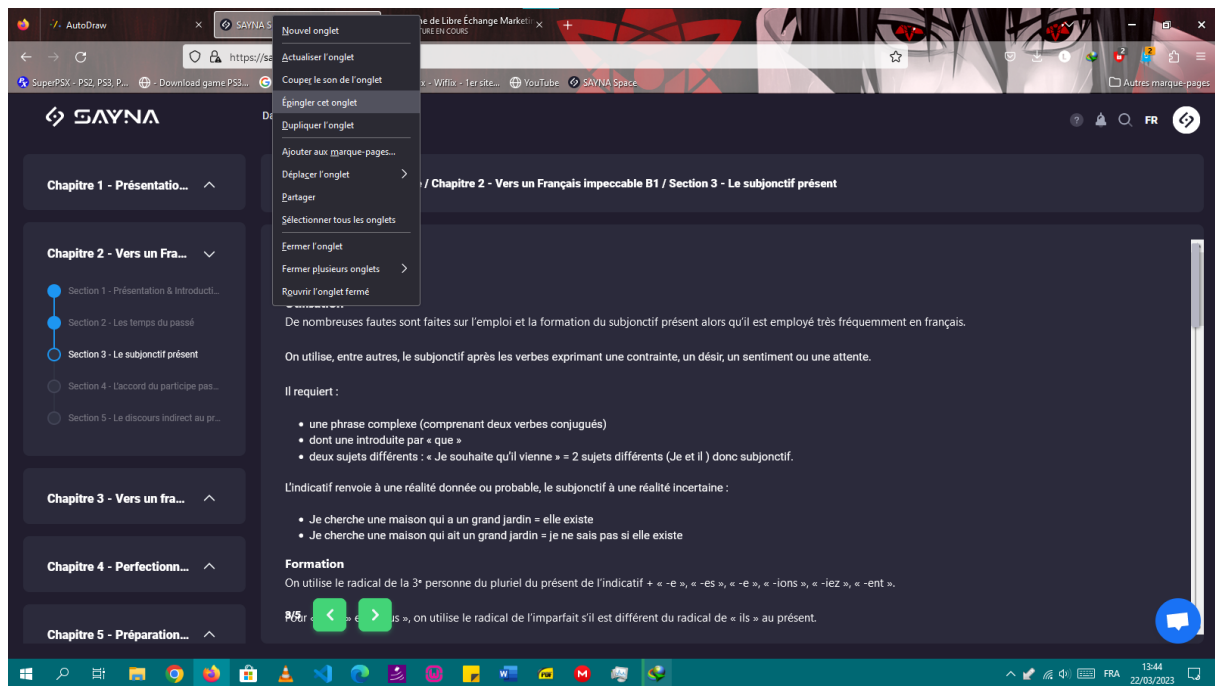 AutoDraw
SAYNA S
ne de Libre Échange Marketin
URE EN COURS
https://sa
SuperPSX - PS2, PS3, P...
Download game PS3...
x - Wiflix - 1er site...
YouTube
SAYNA Space
Autres marque-pages
Nouvel onglet
Actualiser l'onglet
Couper le son de l'onglet
Épingler cet onglet
Dupliquer l'onglet
Ajouter aux marque-pages...
Déplacer l'onglet
Partager
Sélectionner tous les onglets
Fermer l'onglet
Fermer plusieurs onglets
Rouvrir l'onglet fermé
SAYNA
FR
Chapitre 1 - Présentatio...
Chapitre 2 - Vers un Fra...
Section 1 - Présentation & Introducti...
Section 2 - Les temps du passé
Section 3 - Le subjonctif présent
Section 4 - L'accord du participe pas...
Section 5 - Le discours indirect au pr...
Chapitre 3 - Vers un fra...
Chapitre 4 - Perfectionn...
Chapitre 5 - Préparation...
/ Chapitre 2 - Vers un Français impeccable B1 / Section 3 - Le subjonctif présent
De nombreuses fautes sont faites sur l'emploi et la formation du subjonctif présent alors qu'il est employé très fréquemment en français.
On utilise, entre autres, le subjonctif après les verbes exprimant une contrainte, un désir, un sentiment ou une attente.
Il requiert :
• une phrase complexe (comprenant deux verbes conjugués)
• dont une introduite par « que »
• deux sujets différents : « Je souhaite qu'il vienne » = 2 sujets différents (Je et il ) donc subjonctif.
L'indicatif renvoie à une réalité donnée ou probable, le subjonctif à une réalité incertaine :
• Je cherche une maison qui a un grand jardin = elle existe
• Je cherche une maison qui ait un grand jardin = je ne sais pas si elle existe
Formation
On utilise le radical de la 3e personne du pluriel du présent de l'indicatif + « -e », « -es », « -e », « -ions », « -iez », « -ent ».
us », on utilise le radical de l'imparfait s'il est différent du radical de « ils » au présent.
FRA
13:44
22/03/2023